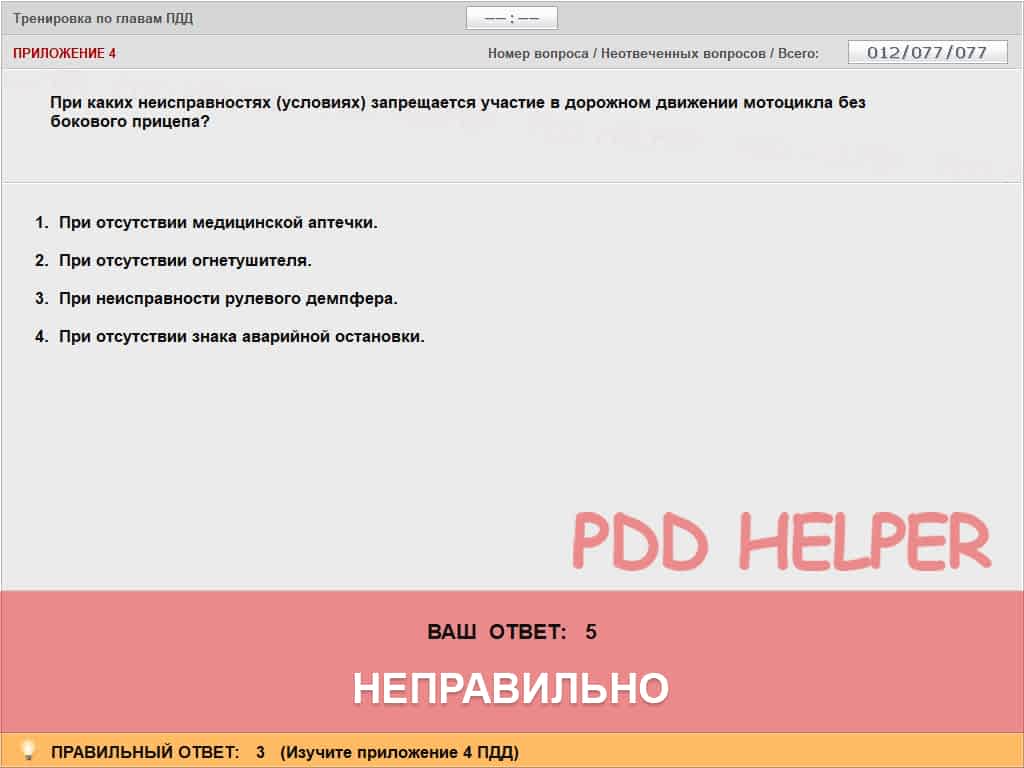 Тренировка по главам ПДД
—— : ——
ПРИЛОЖЕНИЕ 4
Номер вопроса / Неотвеченных вопросов / Всего:
012/077/077
При каких неисправностях (условиях) запрещается участие в дорожном движении мотоцикла без
бокового прицепа?
1. При отсутствии медицинской аптечки.
2. При отсутствии огнетушителя.
3. При неисправности рулевого демпфера.
4. При отсутствии знака аварийной остановки.
PDD HELPER
ВАШ ОТВЕТ: 5
НЕПРАВИЛЬНО
ПРАВИЛЬНЫЙ ОТВЕТ: 3 (Изучите приложение 4 ПДД)